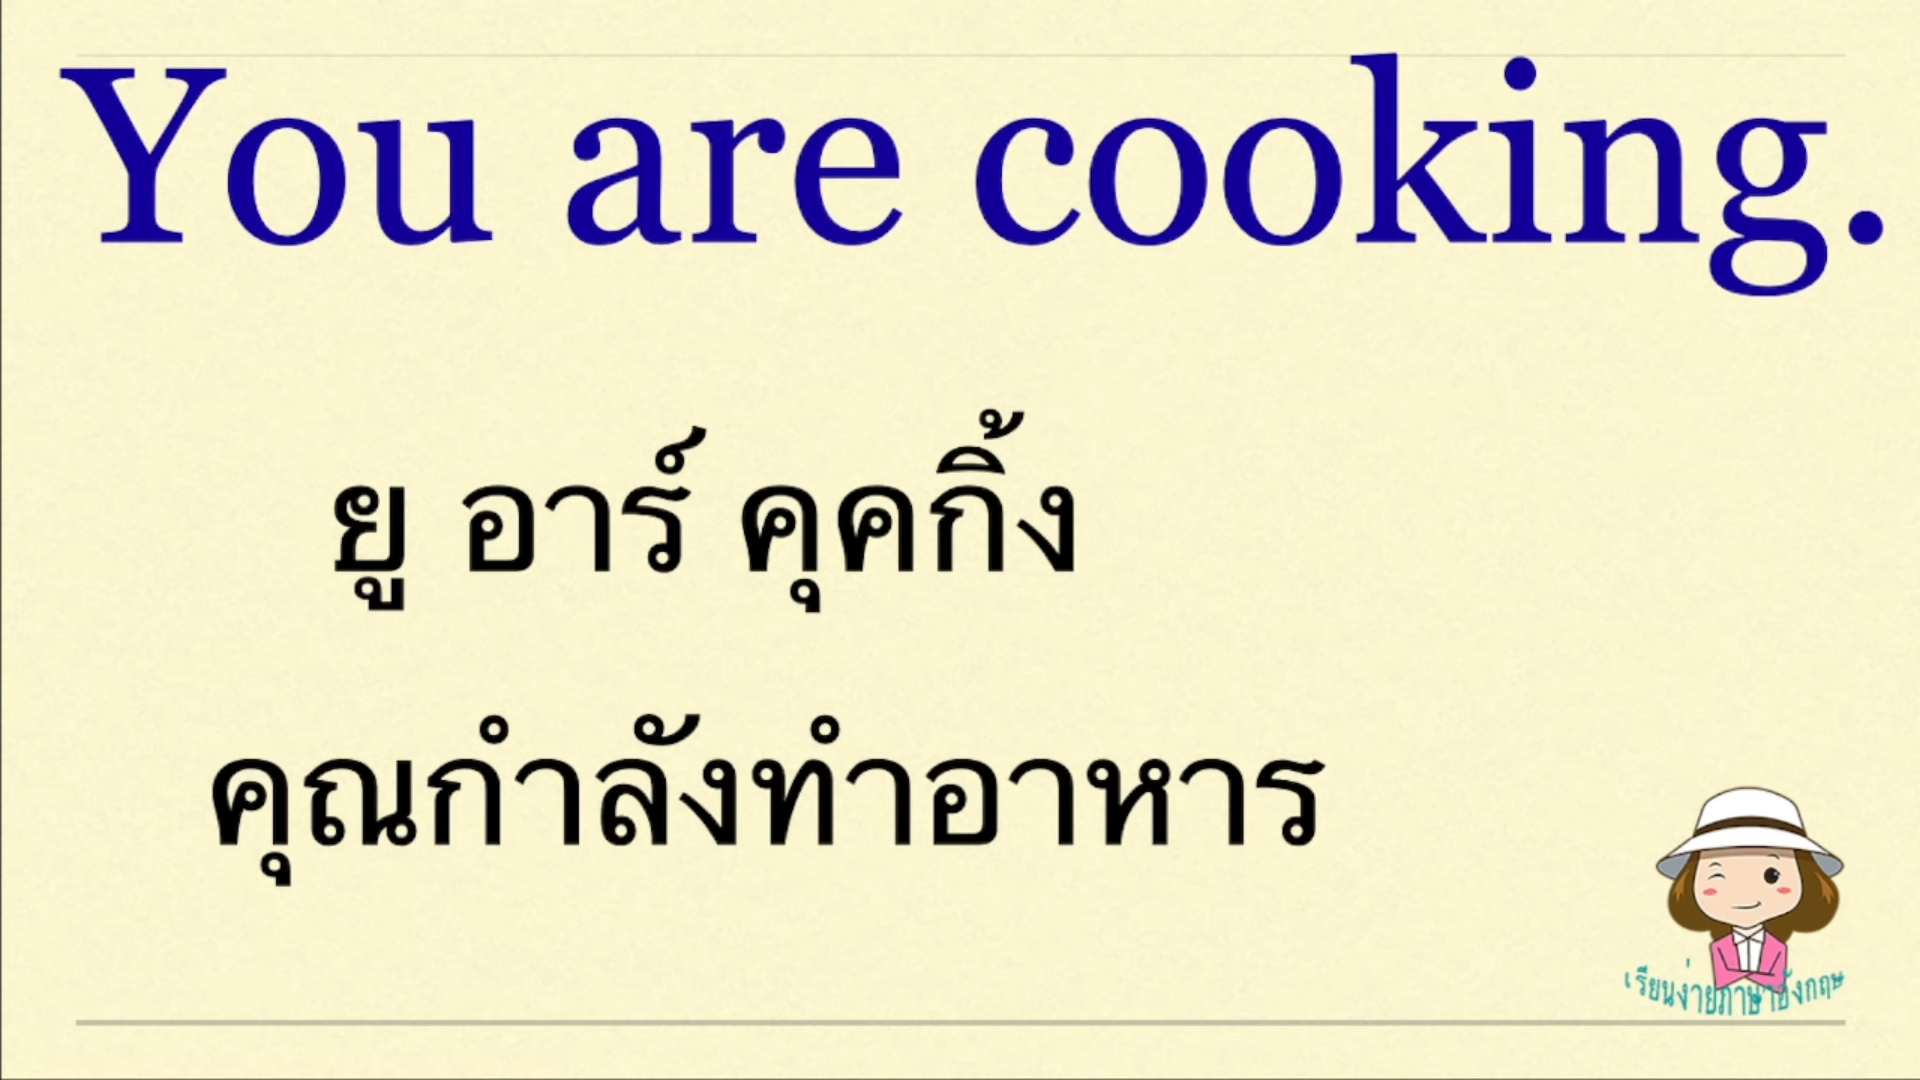 You are cooking.
ยู อาร์ คุคกิ้ง
คุณกำลังทำอาหาร
เรียนง่ายภาษาอังกฤษ